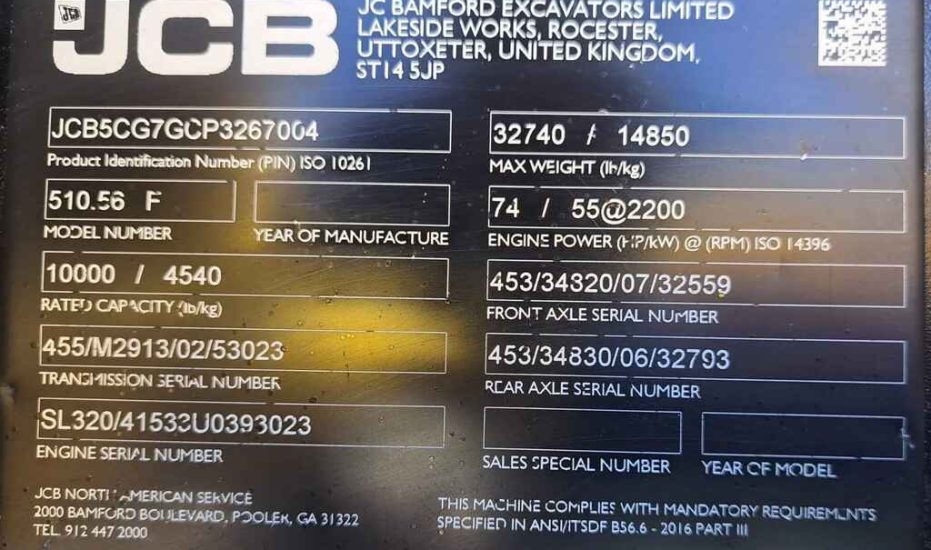 JCB
JC BAMFORD EXCAVATORS LIMITED
LAKESIDE WORKS, ROCESTER,
UTTOXETER, UNITED KINGDOM,
ST14 5JP
JCB5CG7GCP3267004
Product Identification Number (PIN) ISO 10261
510.56 F
MODEL NUMBER
YEAR OF MANUFACTURE
10000 / 4540
RATED CAPACITY (lb/kg)
455/M2913/02/53023
TRANSMISSION SERIAL NUMBER
SL320/41533U0393023
ENGINE SERIAL NUMBER
32740 / 14850
MAX WEIGHT (lb/kg)
74 / 55@2200
ENGINE POWER (HP/kW) @ (RPM) ISO 14396
453/34820/07/32559
FRONT AXLE SERIAL NUMBER
453/34830/06/32793
REAR AXLE SERIAL NUMBER
SALES SPECIAL NUMBER
YEAR OF MODEL
JCB NORTH AMERICAN SERVICE
2000 BAMFORD BOULEVARD, POOLER, GA 31322
TEL. 912 447 2000
THIS MACHINE COMPLIES WITH MANDATORY REQUIREMENTS
SPECIFIED IN ANSI/ITSDF B56.6 - 2016 PART III